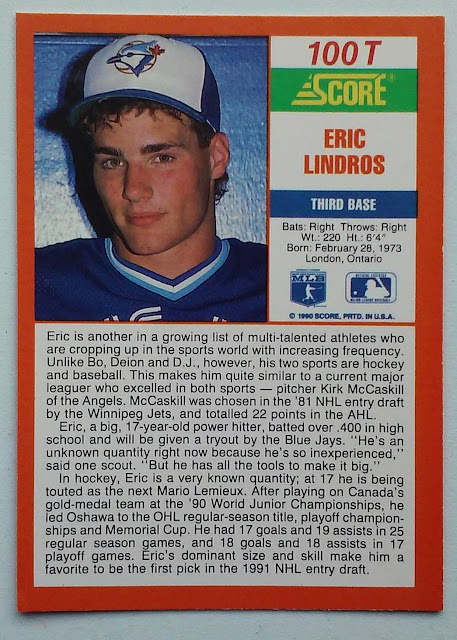 100T
SCORE®
ERIC
LINDROS
THIRD BASE
Bats: Right Throws: Right
Wt.: 220 Ht.: 6'4"
Born: February 28, 1973
London, Ontario
MLB
MAJOR LEAGUE BASEBALL
© 1990 SCORE, PRTD. IN U.S.A.
Eric is another in a growing list of multi-talented athletes who
are cropping up in the sports world with increasing frequency.
Unlike Bo, Deion and D.J., however, his two sports are hockey
and baseball. This makes him quite similar to a current major
leaguer who excelled in both sports — pitcher Kirk McCaskill
of the Angels. McCaskill was chosen in the '81 NHL entry draft
by the Winnipeg Jets, and totalled 22 points in the AHL.
Eric, a big, 17-year-old power hitter, batted over .400 in high
school and will be given a tryout by the Blue Jays. "He's an
unknown quantity right now because he's so inexperienced,"
said one scout. "But he has all the tools to make it big."
In hockey, Eric is a very known quantity; at 17 he is being
touted as the next Mario Lemieux. After playing on Canada's
gold-medal team at the '90 World Junior Championships, he
led Oshawa to the OHL regular-season title, playoff champion-
ships and Memorial Cup. He had 17 goals and 19 assists in 25
regular season games, and 18 goals and 18 assists in 17
playoff games. Eric's dominant size and skill make him a
favorite to be the first pick in the 1991 NHL entry draft.